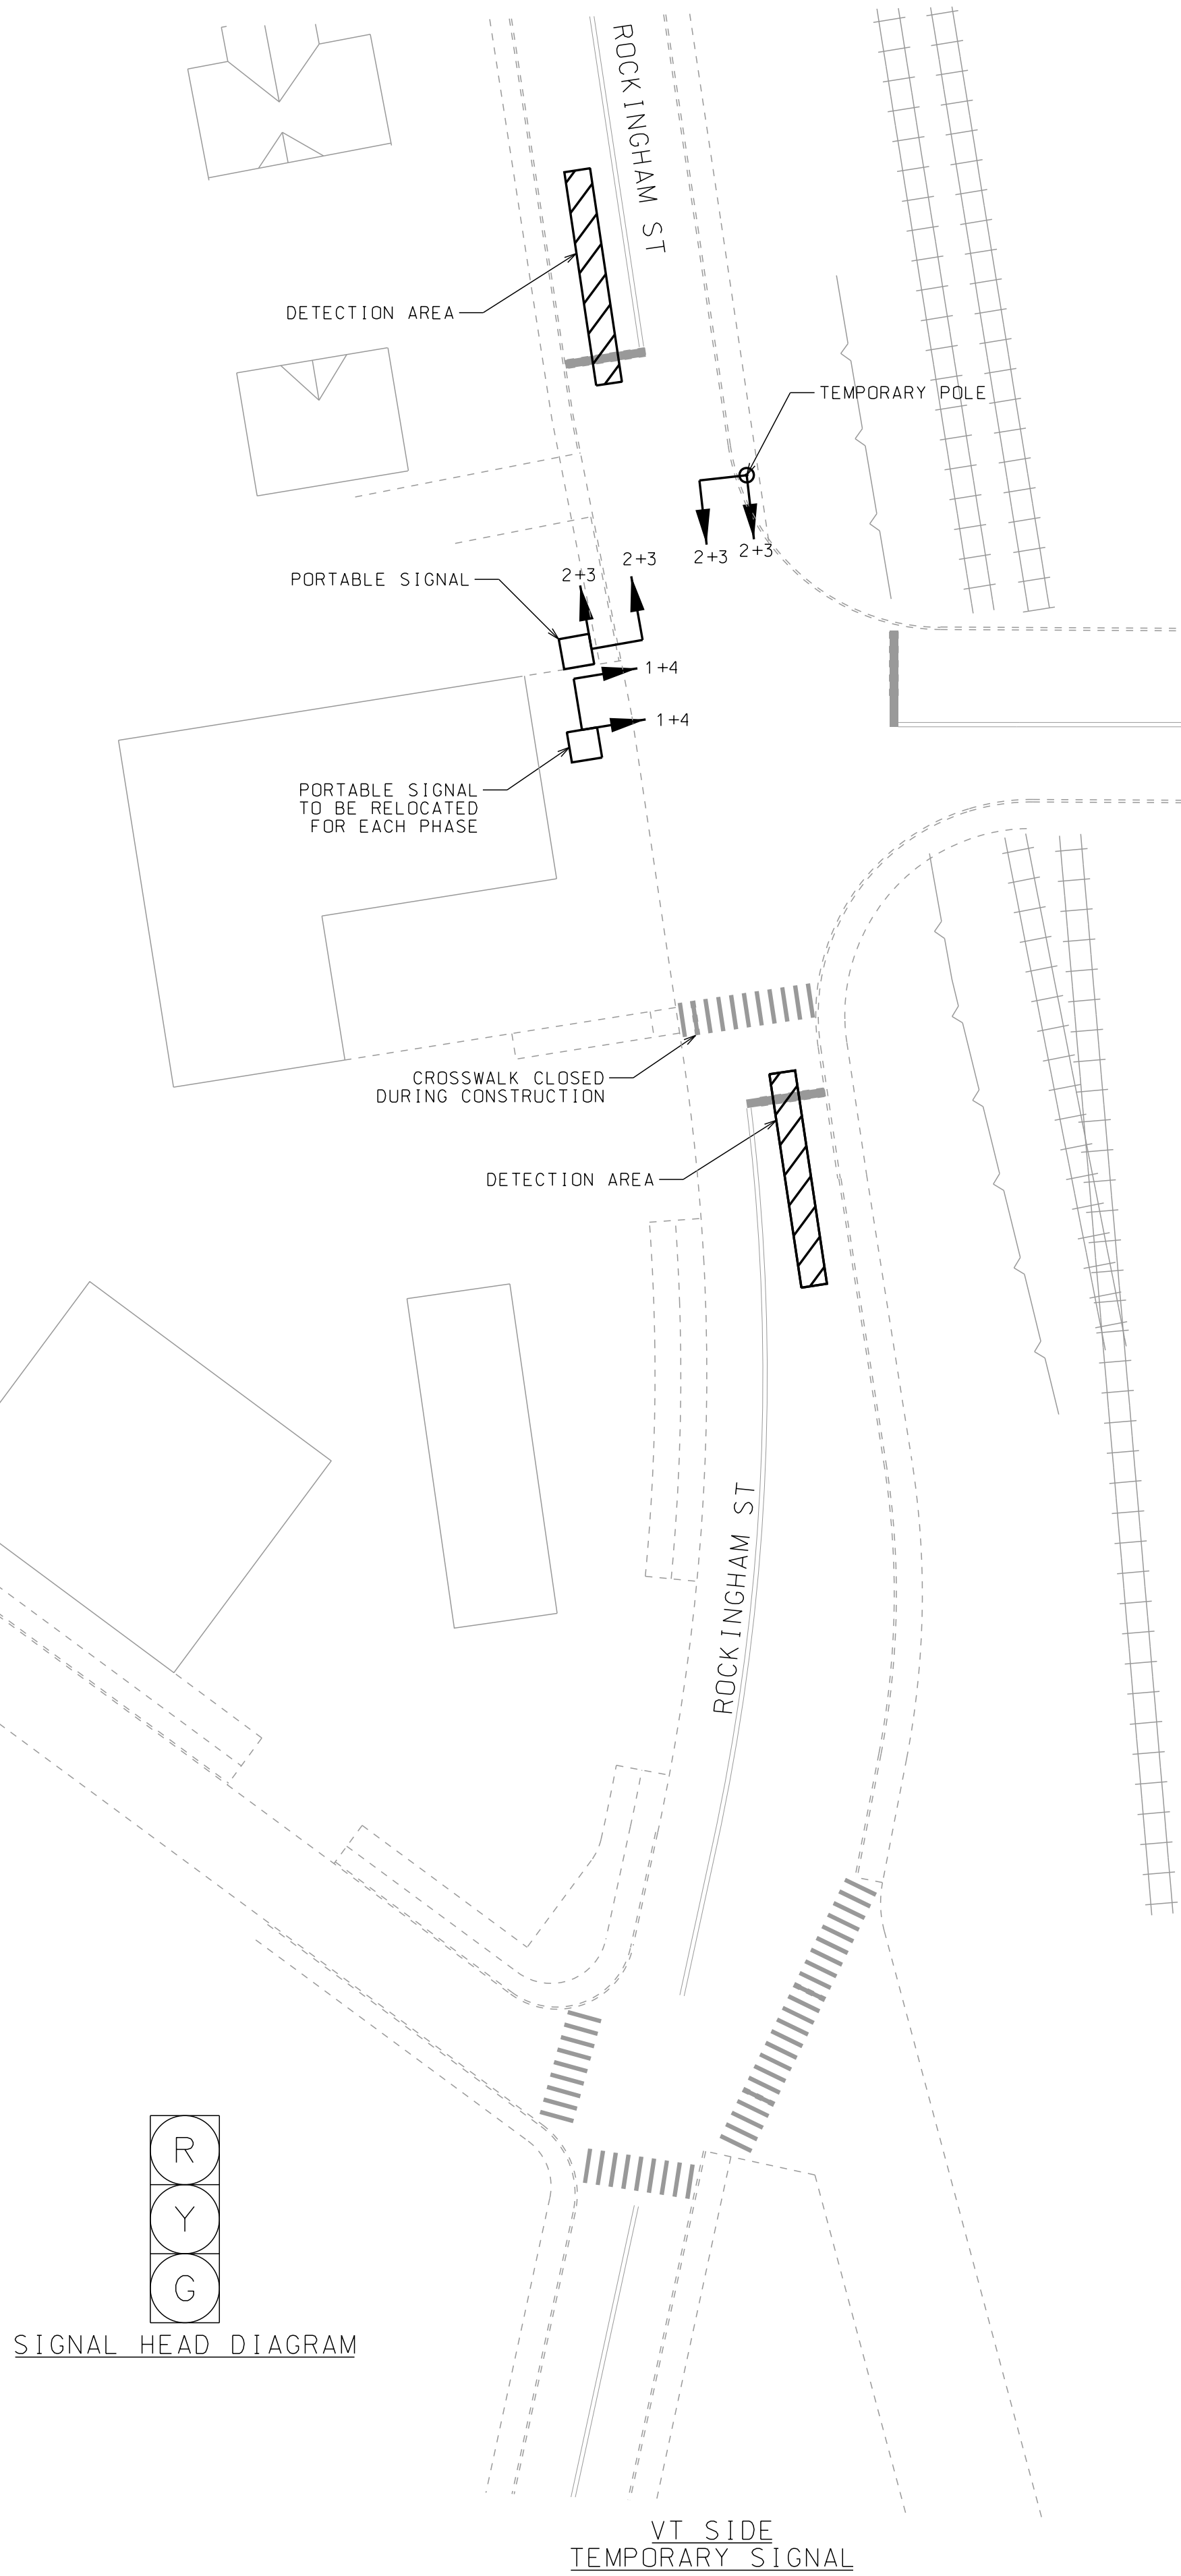 ROCKINGHAM ST
DETECTION AREA
TEMPORARY POLE
2+3
2+3
2+3
2+3
PORTABLE SIGNAL
1+4
1+4
PORTABLE SIGNAL
TO BE RELOCATED
FOR EACH PHASE
CROSSWALK CLOSED
DURING CONSTRUCTION
DETECTION AREA
ROCKINGHAM ST
R
Y
G
SIGNAL HEAD DIAGRAM
VT SIDE
TEMPORARY SIGNAL